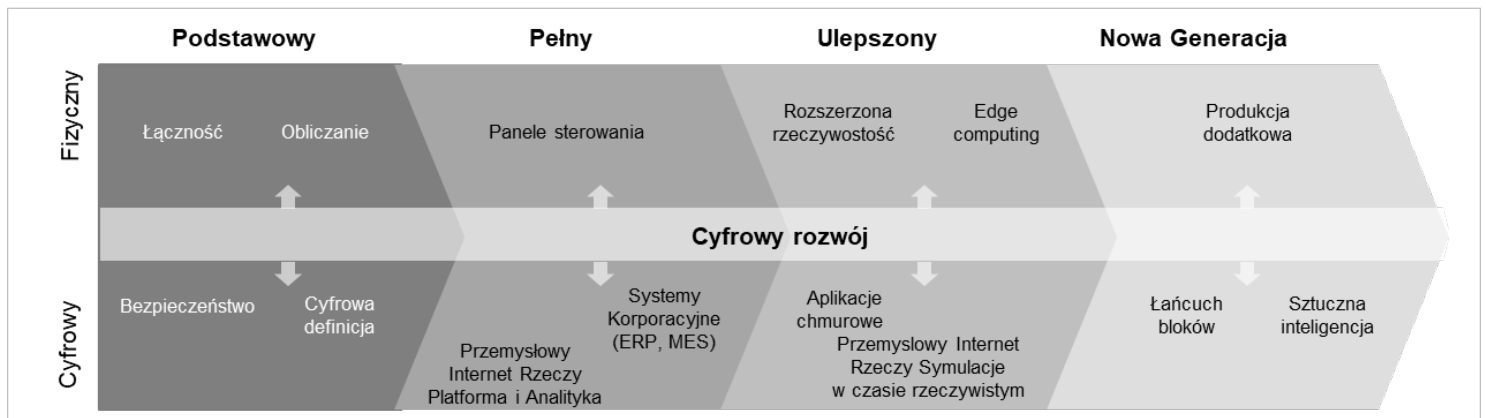 Podstawowy
Pełny
Ulepszony
Nowa Generacja
Fizyczny
Łączność
Obliczanie
Panele sterowania
Rozszerzona
rzeczywostość
Edge
computing
Produkcja
dodatkowa
Cyfrowy rozwój
Cyfrowy
Bezpieczeństwo
Cyfrowa
definicja
Systemy
Korporacyjne
(ERP, MES)
Przemysłowy
Internet Rzeczy
Platforma i Analityka
Aplikacje
chmurowe
Przemyslowy Internet
Rzeczy Symulacje
w czasie rzeczywistym
Łańcuch
bloków
Sztuczna
inteligencja